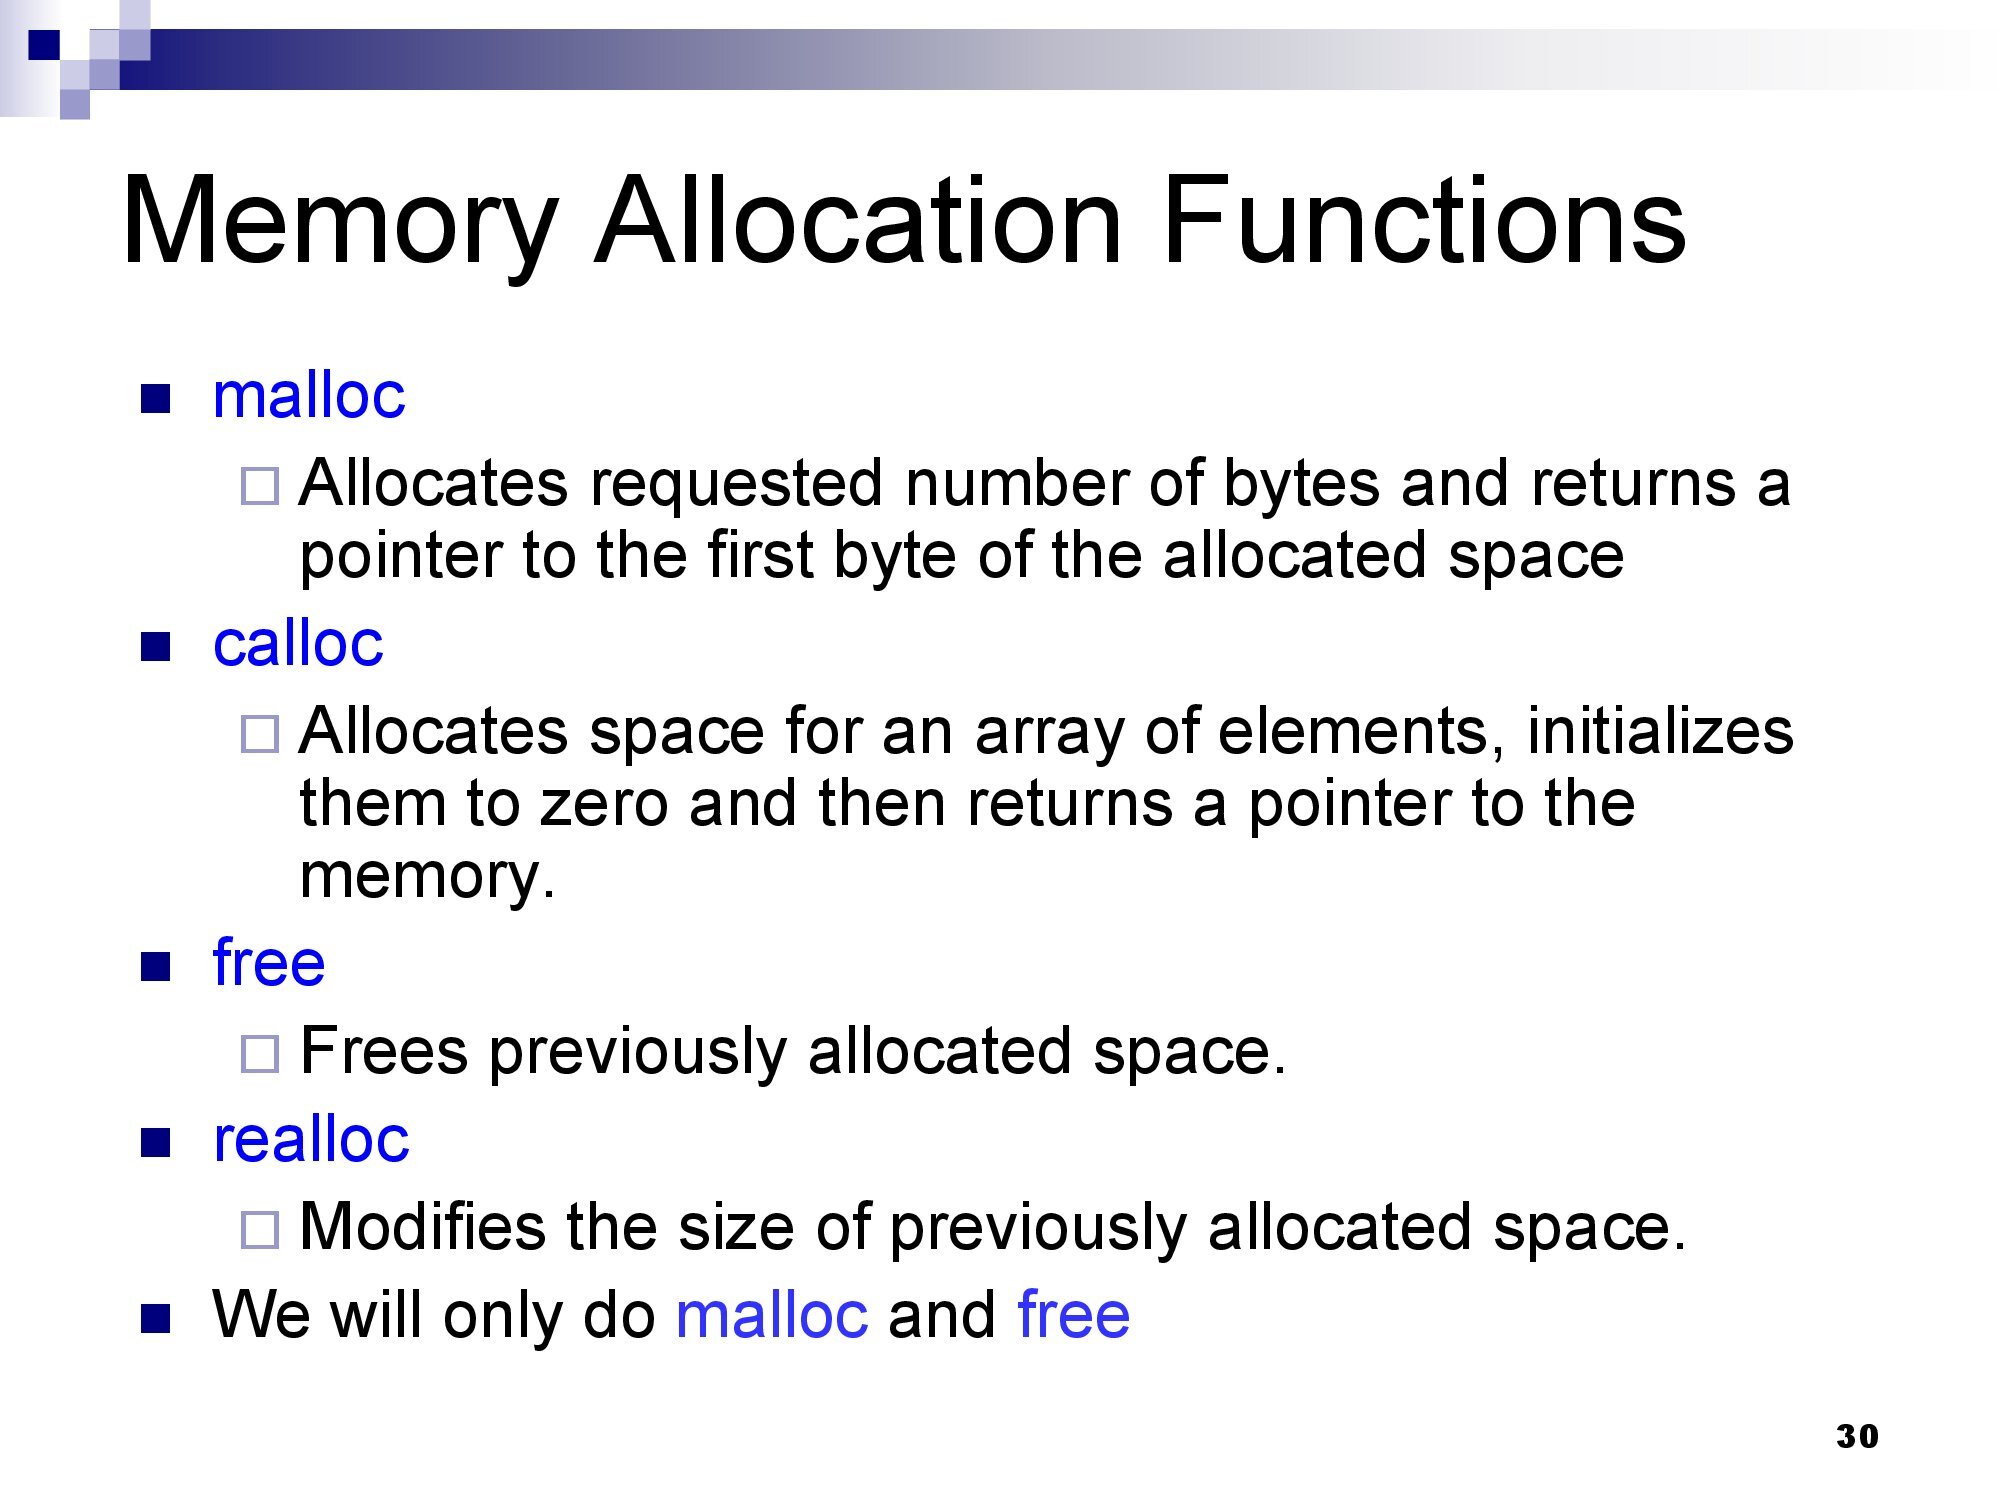 Memory Allocation Functions
malloc
Allocates requested number of bytes and returns a
pointer to the first byte of the allocated space
calloc
Allocates space for an array of elements, initializes
them to zero and then returns a pointer to the
memory.
free
Frees previously allocated space.
realloc
Modifies the size of previously allocated space.
We will only do malloc and free
30